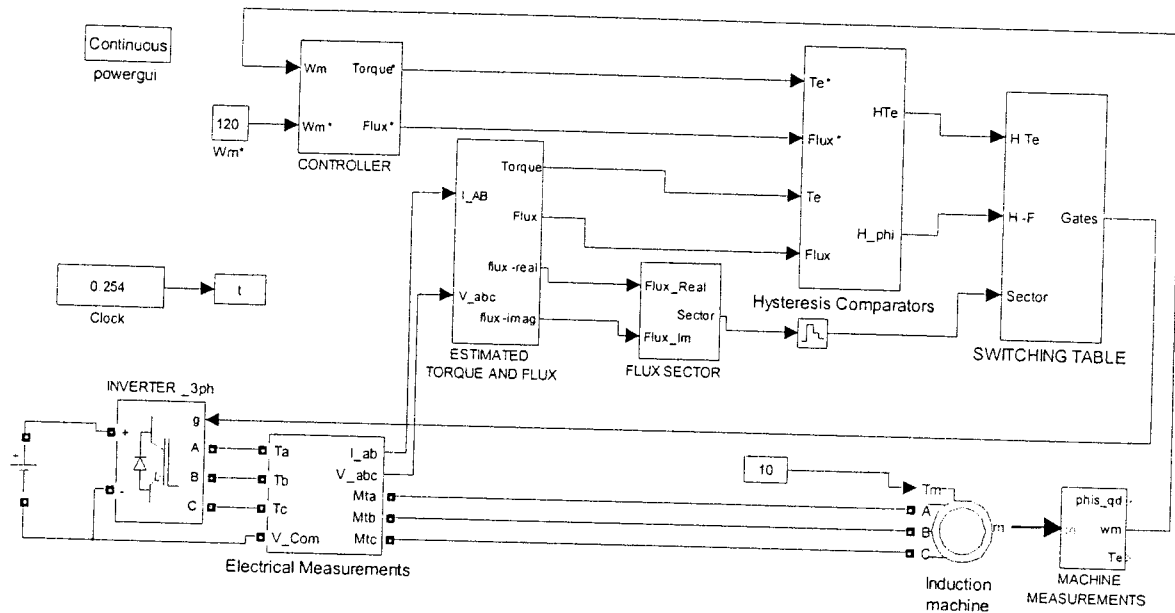 Continuous
powergui
Wm
Torque*
Wm*
Flux*
CONTROLLER
120
Wm*
Te*
HTe
Flux*
Te
H_phi
Flux
Hysteresis Comparators
H Te
H -F
Gates
Sector
SWITCHING TABLE
Torque
I_AB
Flux
flux -real
V_abc
flux -imag
ESTIMATED
TORQUE AND FLUX
Flux_Real
Sector
Flux_Im
FLUX SECTOR
0.254
t
Clock
INVERTER _3ph
g
+
A
B
-
C
+
Ta
I_ab
Tb
V_abc
Mta
Tc
Mtb
V_Com
Mtc
Electrical Measurements
10
Tm
A
B
m
C
Induction
machine
phis_qd
m
wm
Te
MACHINE
MEASUREMENTS